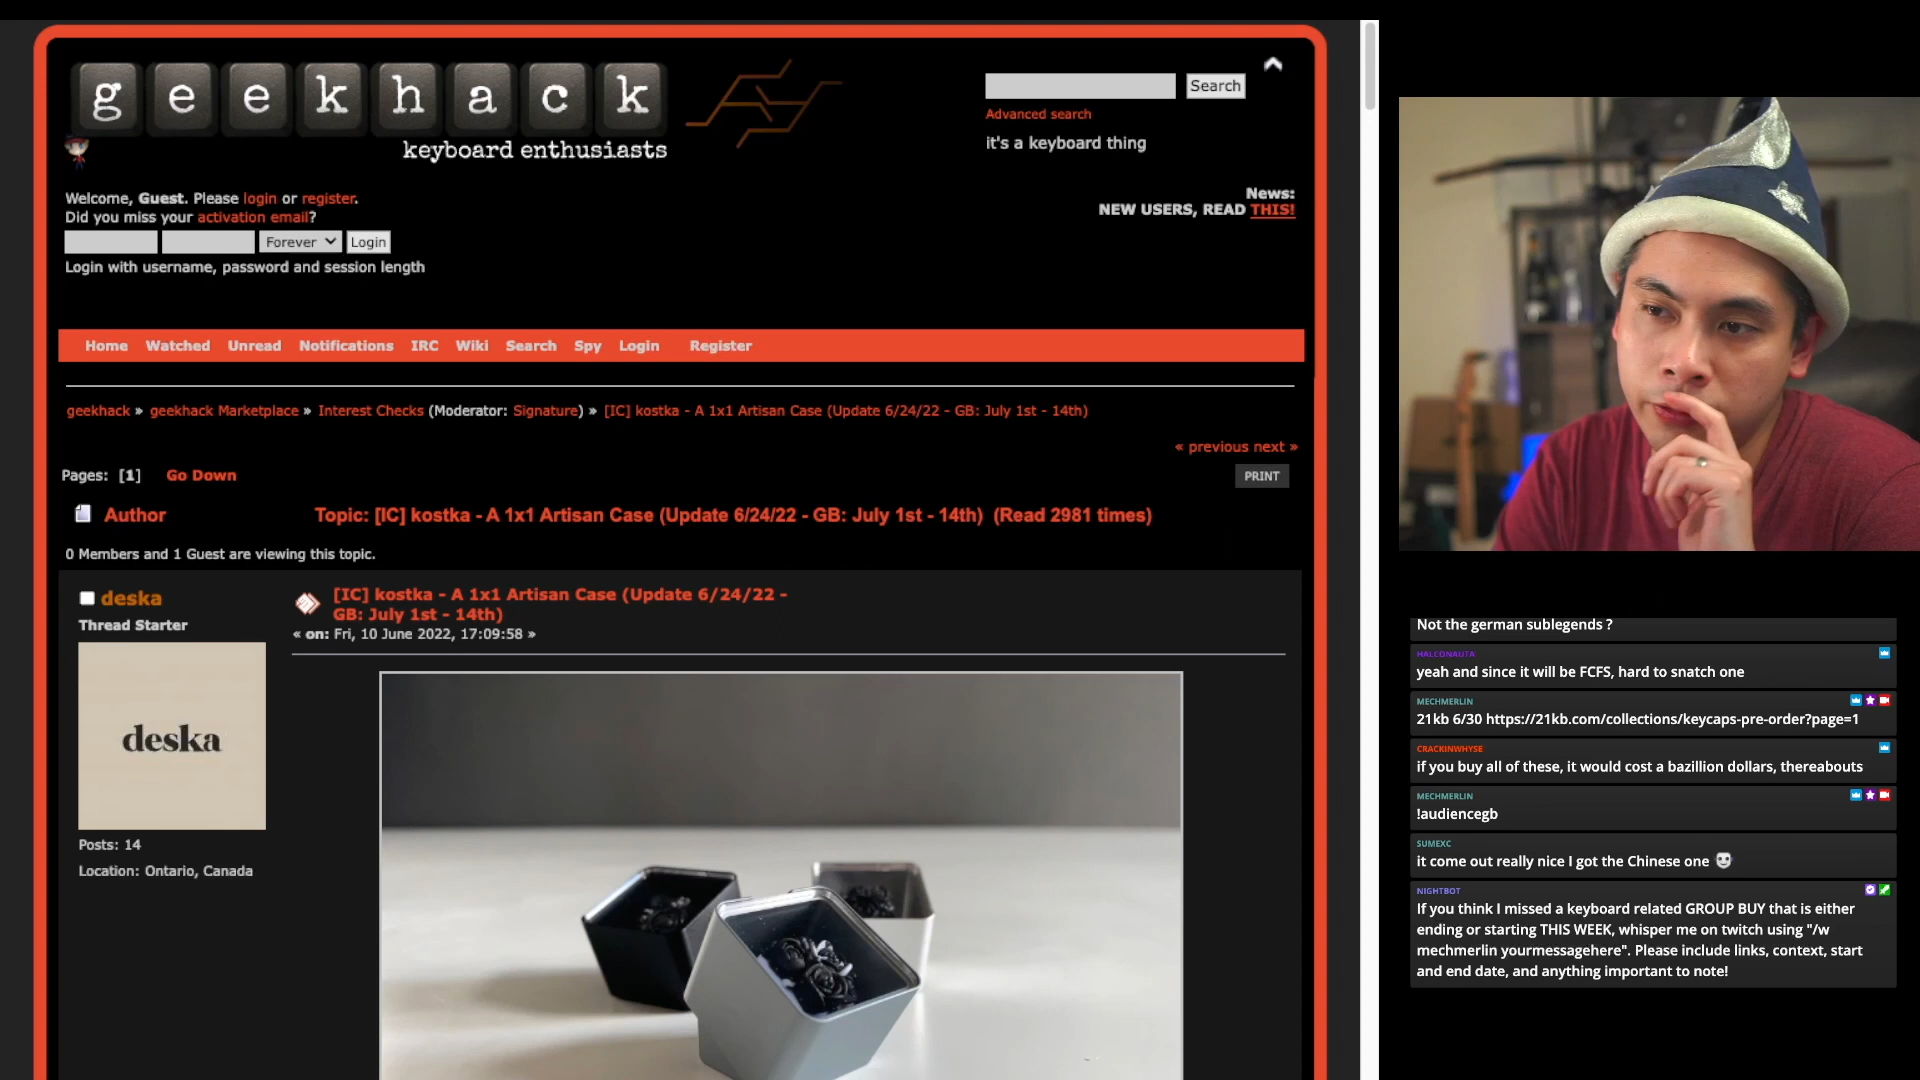 geekhack
keyboard enthusiasts
Search
Advanced search
it's a keyboard thing
Welcome, Guest. Please login or register.
Did you miss your activation email?
Forever Login
Login with username, password and session length
News:
NEW USERS, READ THIS!
Home Watched Unread Notifications IRC Wiki Search Spy Login Register
geekhack » geekhack Marketplace » Interest Checks (Moderator: Signature) » [IC] kostka - A 1x1 Artisan Case (Update 6/24/22 - GB: July 1st - 14th)
« previous next »
Pages: [1] Go Down
PRINT
Author Topic: [IC] kostka - A 1x1 Artisan Case (Update 6/24/22 - GB: July 1st - 14th) (Read 2981 times)
0 Members and 1 Guest are viewing this topic.
deska
Thread Starter
deska
Posts: 14
Location: Ontario, Canada
[IC] kostka - A 1x1 Artisan Case (Update 6/24/22 -
GB: July 1st - 14th)
« on: Fri, 10 June 2022, 17:09:58 »
Not the german sublegends ?
HALCONAUTA
yeah and since it will be FCFS, hard to snatch one
MECHMERLIN
21kb 6/30 https://21kb.com/collections/keycaps-pre-order?page=1
CRACKINWHYSE
if you buy all of these, it would cost a bazillion dollars, thereabouts
MECHMERLIN
!audiencegb
SUMEXC
it come out really nice I got the Chinese one
NIGHTBOT
If you think I missed a keyboard related GROUP BUY that is either
ending or starting THIS WEEK, whisper me on twitch using "/w
mechmerlin yourmessagehere". Please include links, context, start
and end date, and anything important to note!